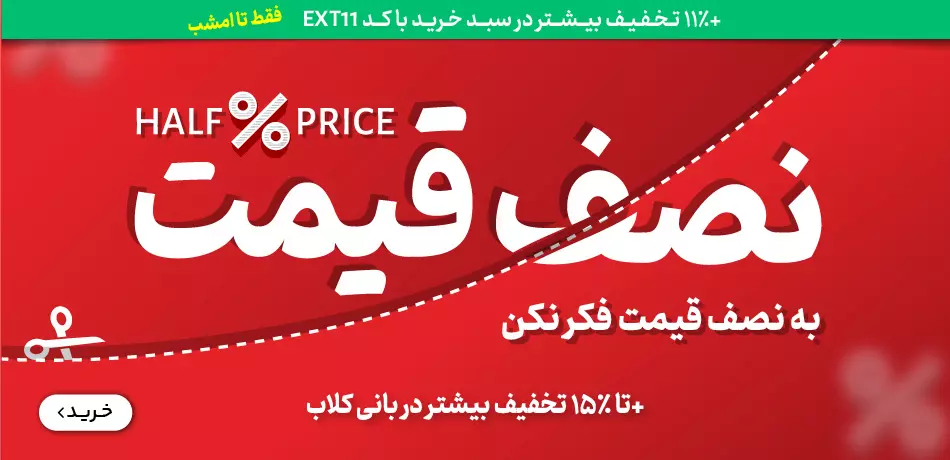 +۱۱٪ تخفیف بیشتر در سبد خرید با کد EXT11 فقط تا امشب
HALF % PRICE
نصف قیمت
به نصف قیمت فکر نکن
+تا ۱۵٪ تخفیف بیشتر در بانی کلاب
خرید›